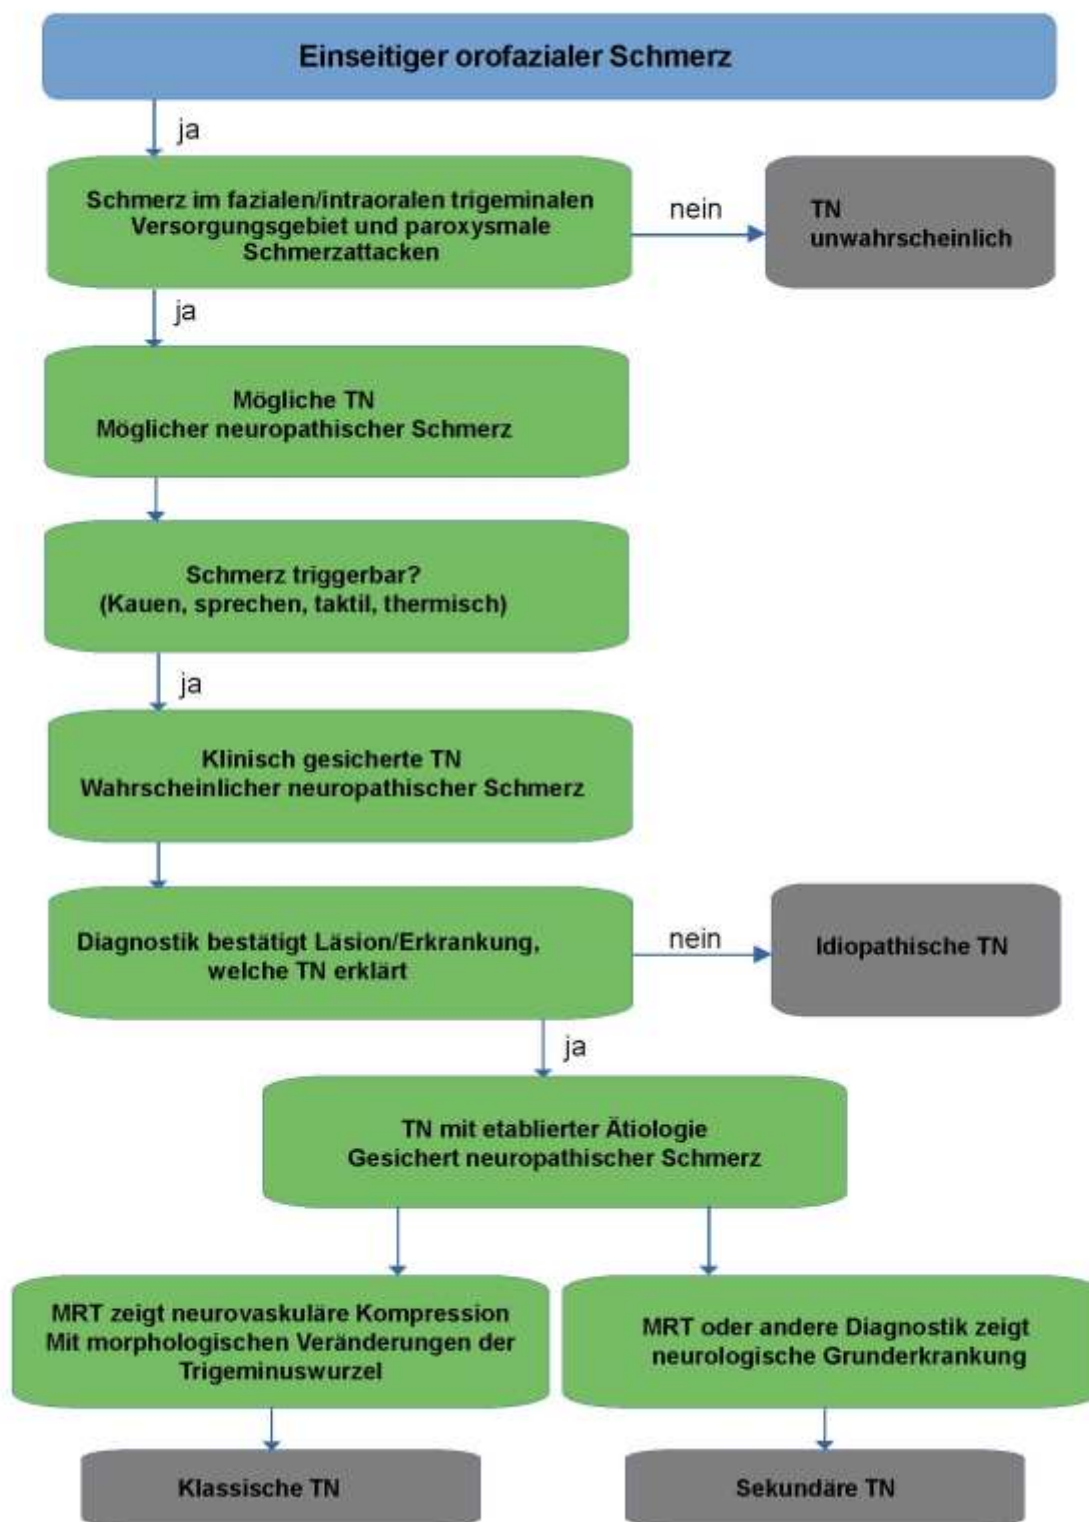 Einseitiger orofazialer Schmerz
ja
Schmerz im fazialen/intraoralen trigeminalen
Versorgungsgebiet und paroxysmale
Schmerzattacken
nein
TN
unwahrscheinlich
ja
Mögliche TN
Möglicher neuropathischer Schmerz
Schmerz triggerbar?
(Kauen, sprechen, taktil, thermisch)
ja
Klinisch gesicherte TN
Wahrscheinlicher neuropathischer Schmerz
Diagnostik bestätigt Läsion/Erkrankung,
welche TN erklärt
nein
Idiopathische TN
ja
TN mit etablierter Ätiologie
Gesichert neuropathischer Schmerz
MRT zeigt neurovaskuläre Kompression
Mit morphologischen Veränderungen der
Trigeminuswurzel
MRT oder andere Diagnostik zeigt
neurologische Grunderkrankung
Klassische TN
Sekundäre TN